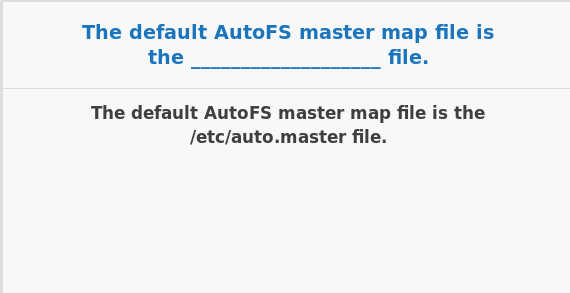 The default AutoFS master map file is
the ___________________ file.
The default AutoFS master map file is the
/etc/auto.master file.